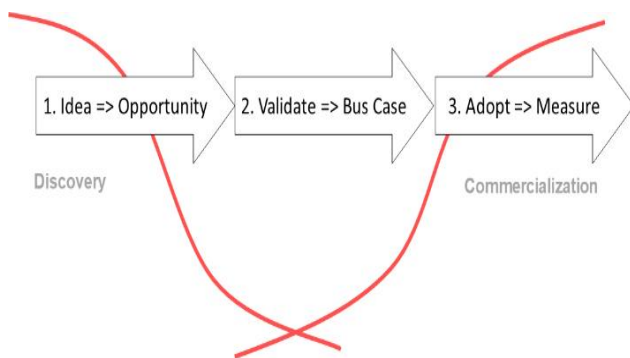 1. Idea => Opportunity
2. Validate => Bus Case
3. Adopt => Measure
Discovery
Commercialization